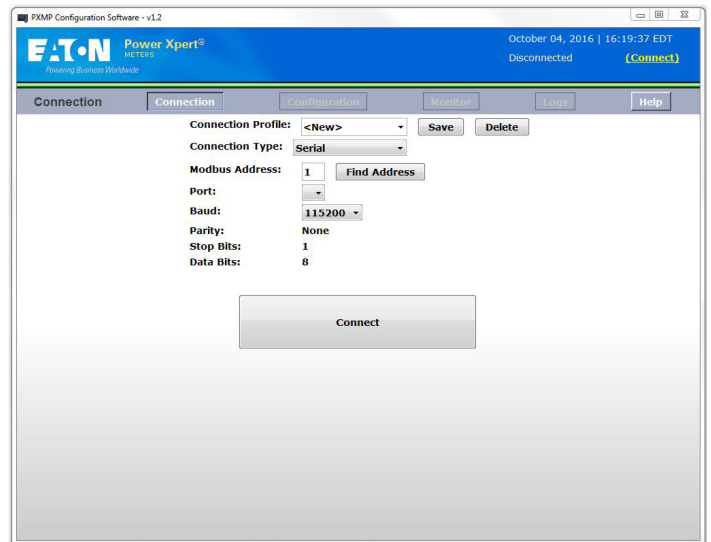 PXMP Configuration Software - v1.2
October 04, 2016 | 16:19:37 EDT
EATON
Power Xpert®
METERS
Disconnected
(Connect)
Powering Business Worldwide
Connection
Connection
Configuration
Monitor
Logs
Help
Connection Profile: <New> Save Delete
Connection Type: Serial
Modbus Address: 1 Find Address
Port:
Baud: 115200
Parity: None
Stop Bits: 1
Data Bits: 8
Connect